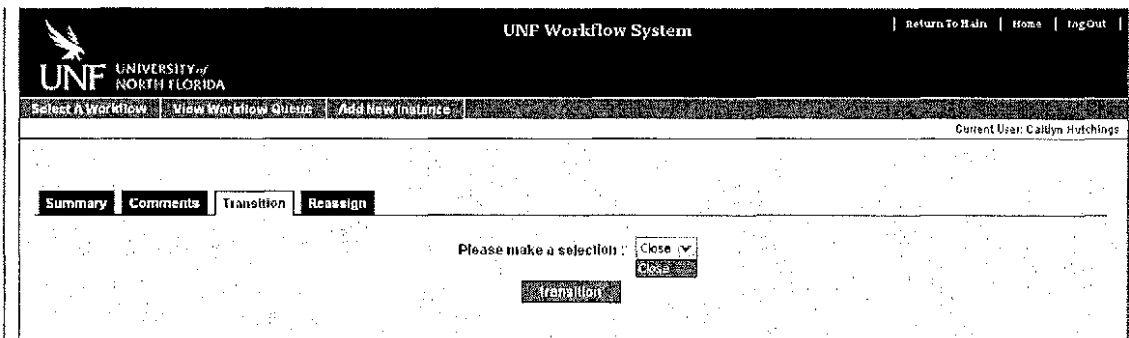 UNF Workflow System
| Return To Main | Home | LogOut |
UNF UNIVERSITY of
NORTH FLORIDA
Select A Workflow | View Workflow Queue | Add New Instance
Current User: Caitlyn Hutchings
Summary Comments Transition Reassign
Please make a selection : Close
Close
transition